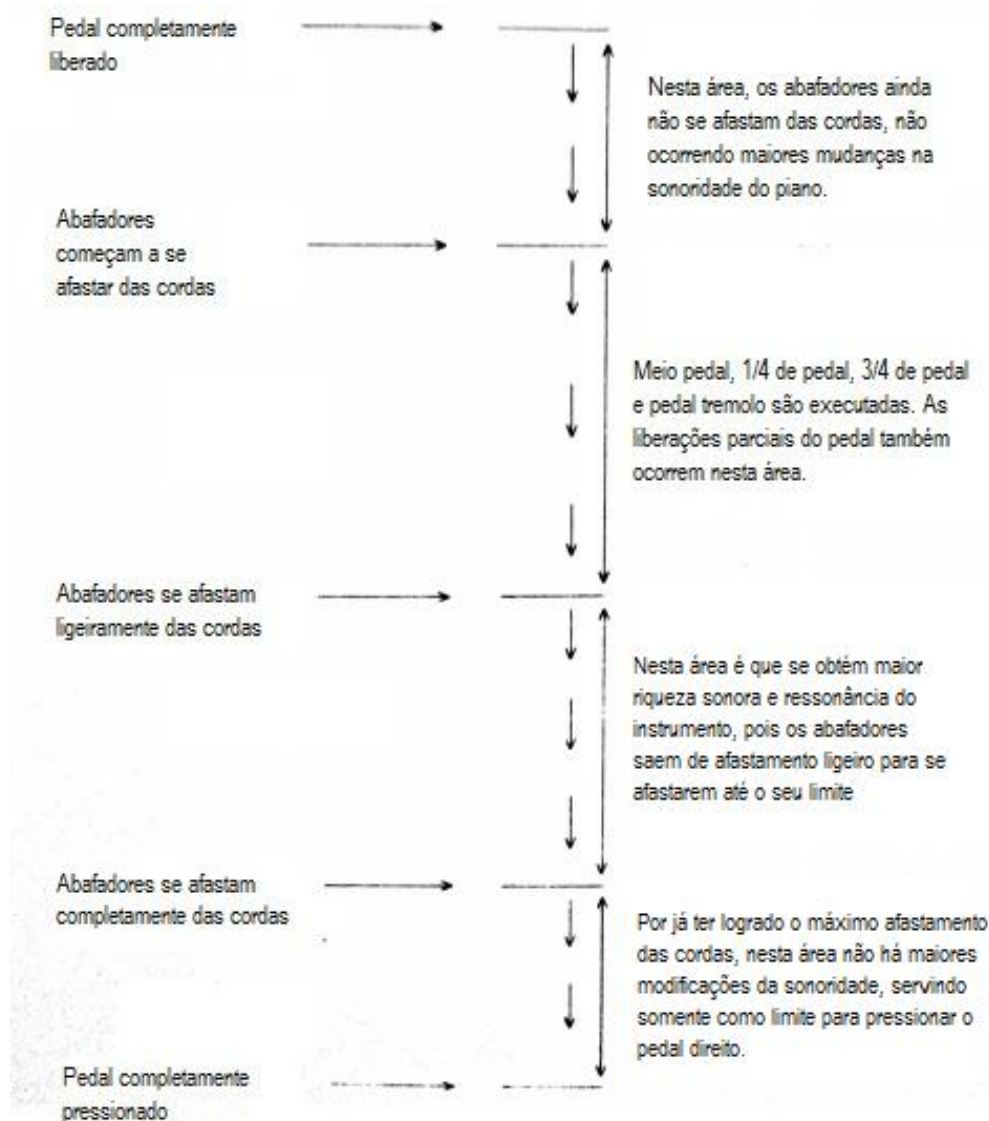 Pedal completamente
liberado
Nesta área, os abafadores ainda
não se afastam das cordas, não
ocorrendo maiores mudanças na
sonoridade do piano.
Abafadores
começam a se
afastar das cordas
Meio pedal, 1/4 de pedal, 3/4 de pedal
e pedal tremolo são executadas. As
liberações parciais do pedal também
ocorrem nesta área.
Abafadores se afastam
ligeiramente das cordas
Nesta área é que se obtém maior
riqueza sonora e ressonância do
instrumento, pois os abafadores
saem de afastamento ligeiro para se
afastarem até o seu limite
Abafadores se afastam
completamente das cordas
Por já ter logrado o máximo afastamento
das cordas, nesta área não há maiores
modificações da sonoridade, servindo
somente como limite para pressionar o
pedal direito.
Pedal completamente
pressionado